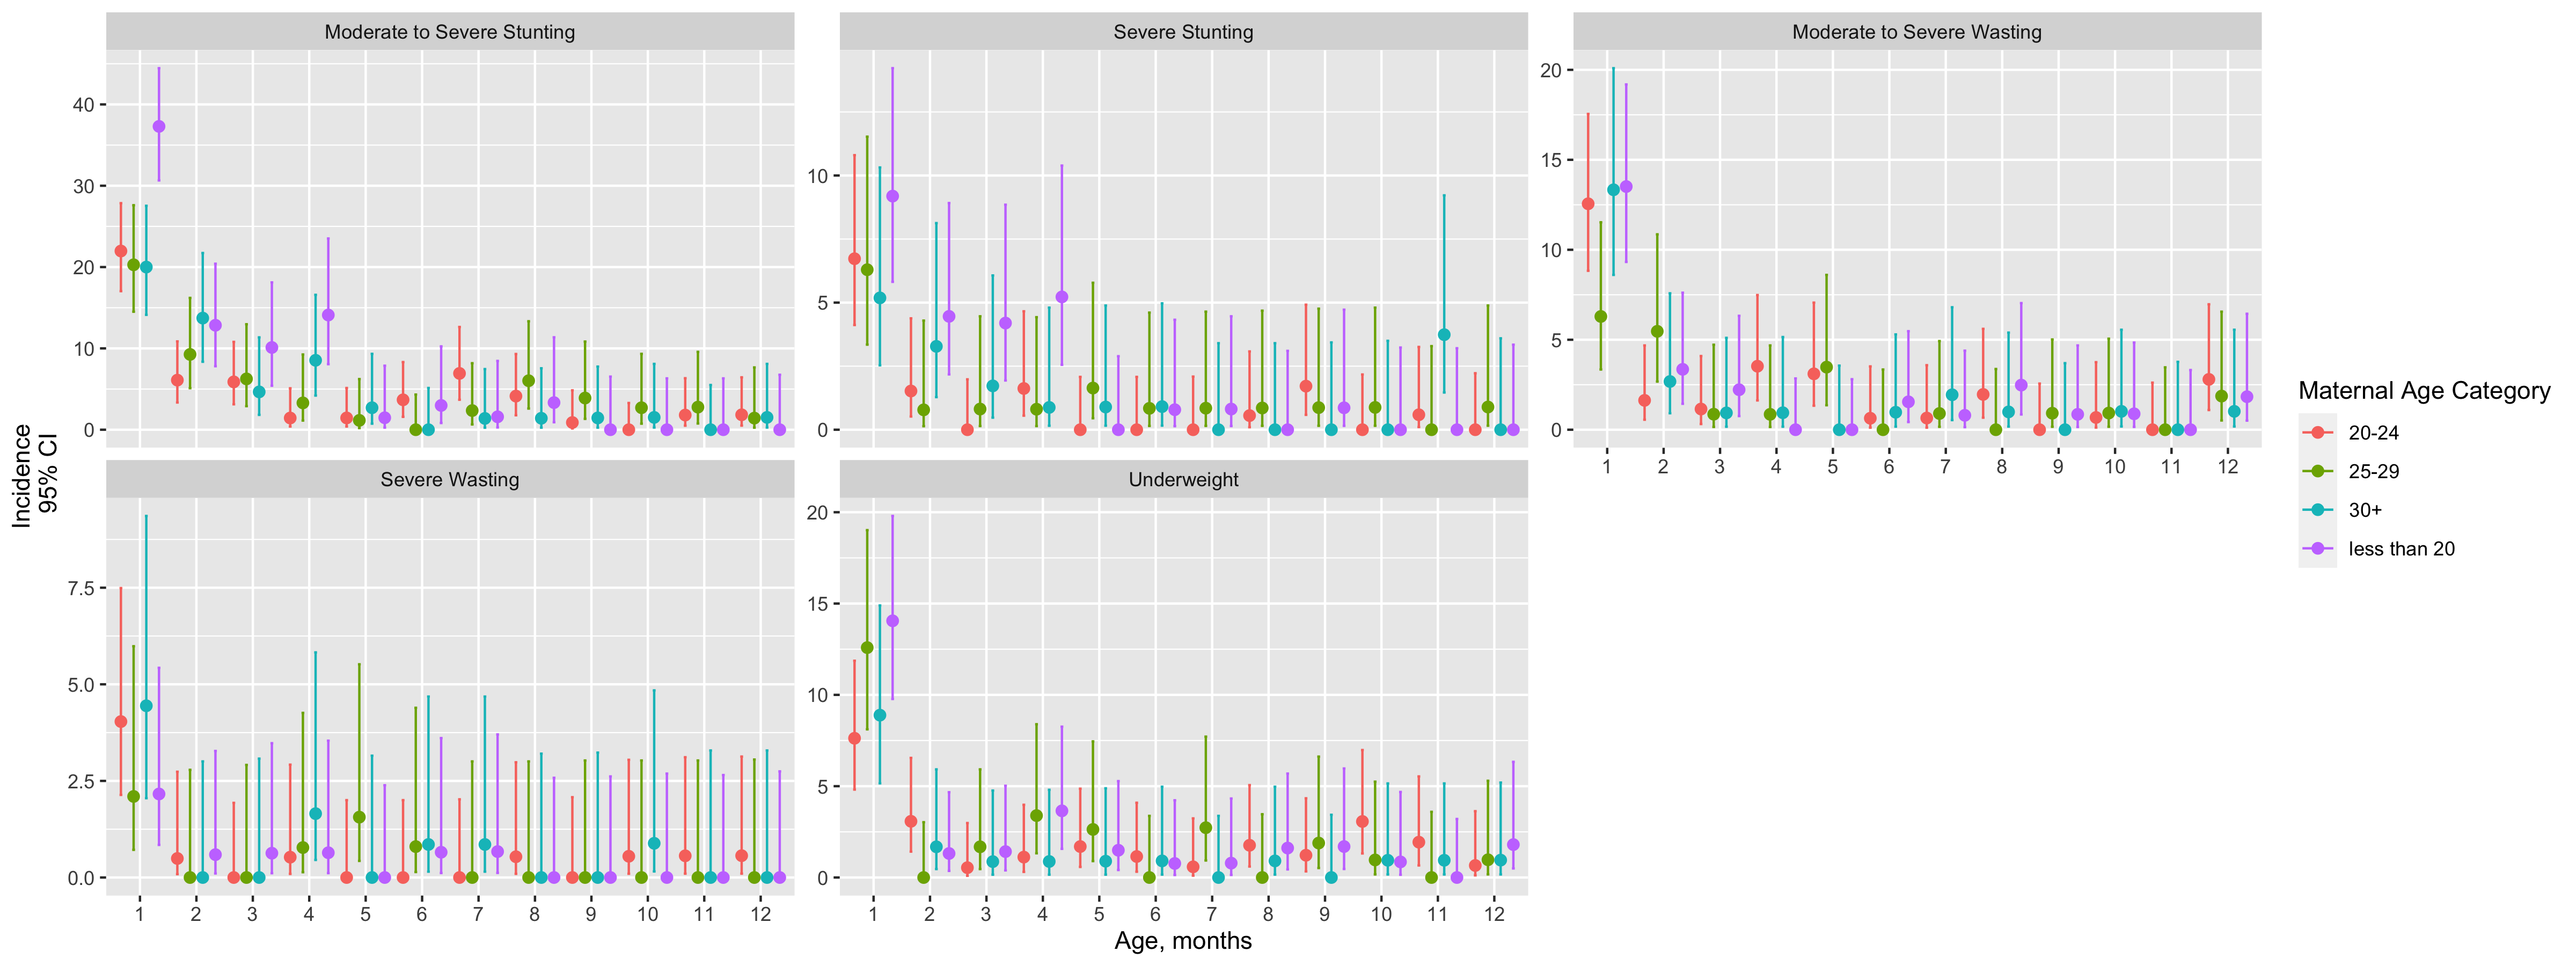 Moderate to Severe Stunting
Severe Stunting
Moderate to Severe Wasting
40
30
20
10
0
10
5
0
20
15
10
5
0
1 2 3 4 5 6 7 8 9 10 11 12
Severe Wasting
Underweight
7.5
5.0
2.5
0.0
20
15
10
5
0
1 2 3 4 5 6 7 8 9 10 11 12
1 2 3 4 5 6 7 8 9 10 11 12
Incidence
95% CI
Age, months
Maternal Age Category
20-24
25-29
30+
less than 20